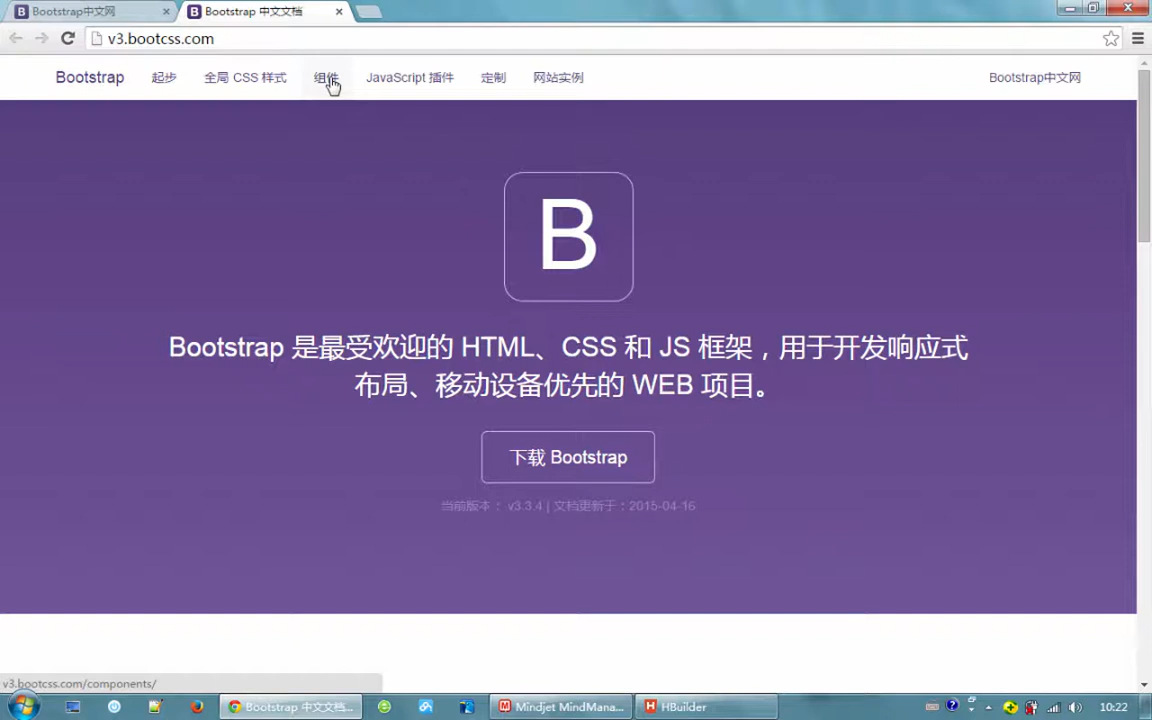 Bootstrap中文网
Bootstrap 中文文档
v3.bootcss.com
Bootstrap 起步 全局 CSS 样式 组件 JavaScript 插件 定制 网站实例 Bootstrap中文网
B
Bootstrap 是最受欢迎的 HTML、CSS 和 JS 框架，用于开发响应式
布局、移动设备优先的 WEB 项目。
下载 Bootstrap
当前版本： v3.3.4 | 文档更新于：2015-04-16
v3.bootcss.com/components/
Bootstrap 中文文档... Mindjet MindMana... HBuilder 10:22